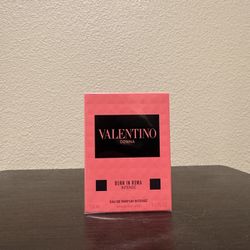 VALENTINO
DONNA
BORN IN ROMA
INTENSE
EAU DE PARFUM INTENSE